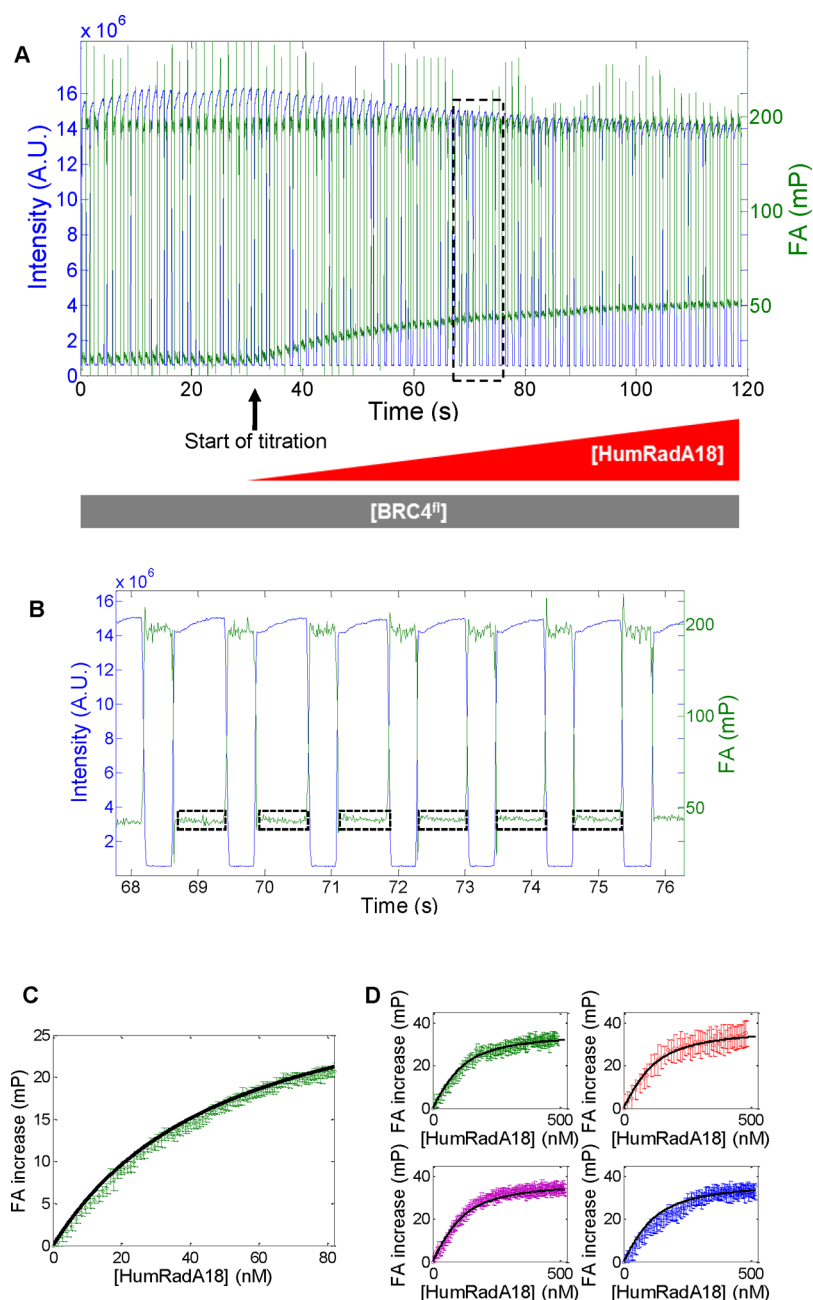 A
x 10⁶
16
14
12
10
8
6
4
2
0
Intensity (A.U.)
200
100
50
FA (mP)
0 20 40 60 80 100 120
Time (s)
Start of titration
[HumRadA18]
[BRC4ᶠˡ]
B
x 10⁶
16
14
12
10
8
6
4
2
Intensity (A.U.)
200
100
50
FA (mP)
68 69 70 71 72 73 74 75 76
Time (s)
C
25
20
15
10
5
0
FA increase (mP)
0 20 40 60 80
[HumRadA18] (nM)
D
FA increase (mP)
40
20
0
0 500
[HumRadA18] (nM)
FA increase (mP)
40
20
0
0 500
[HumRadA18] (nM)
FA increase (mP)
40
20
0
0 500
[HumRadA18] (nM)
FA increase (mP)
40
20
0
0 500
[HumRadA18] (nM)